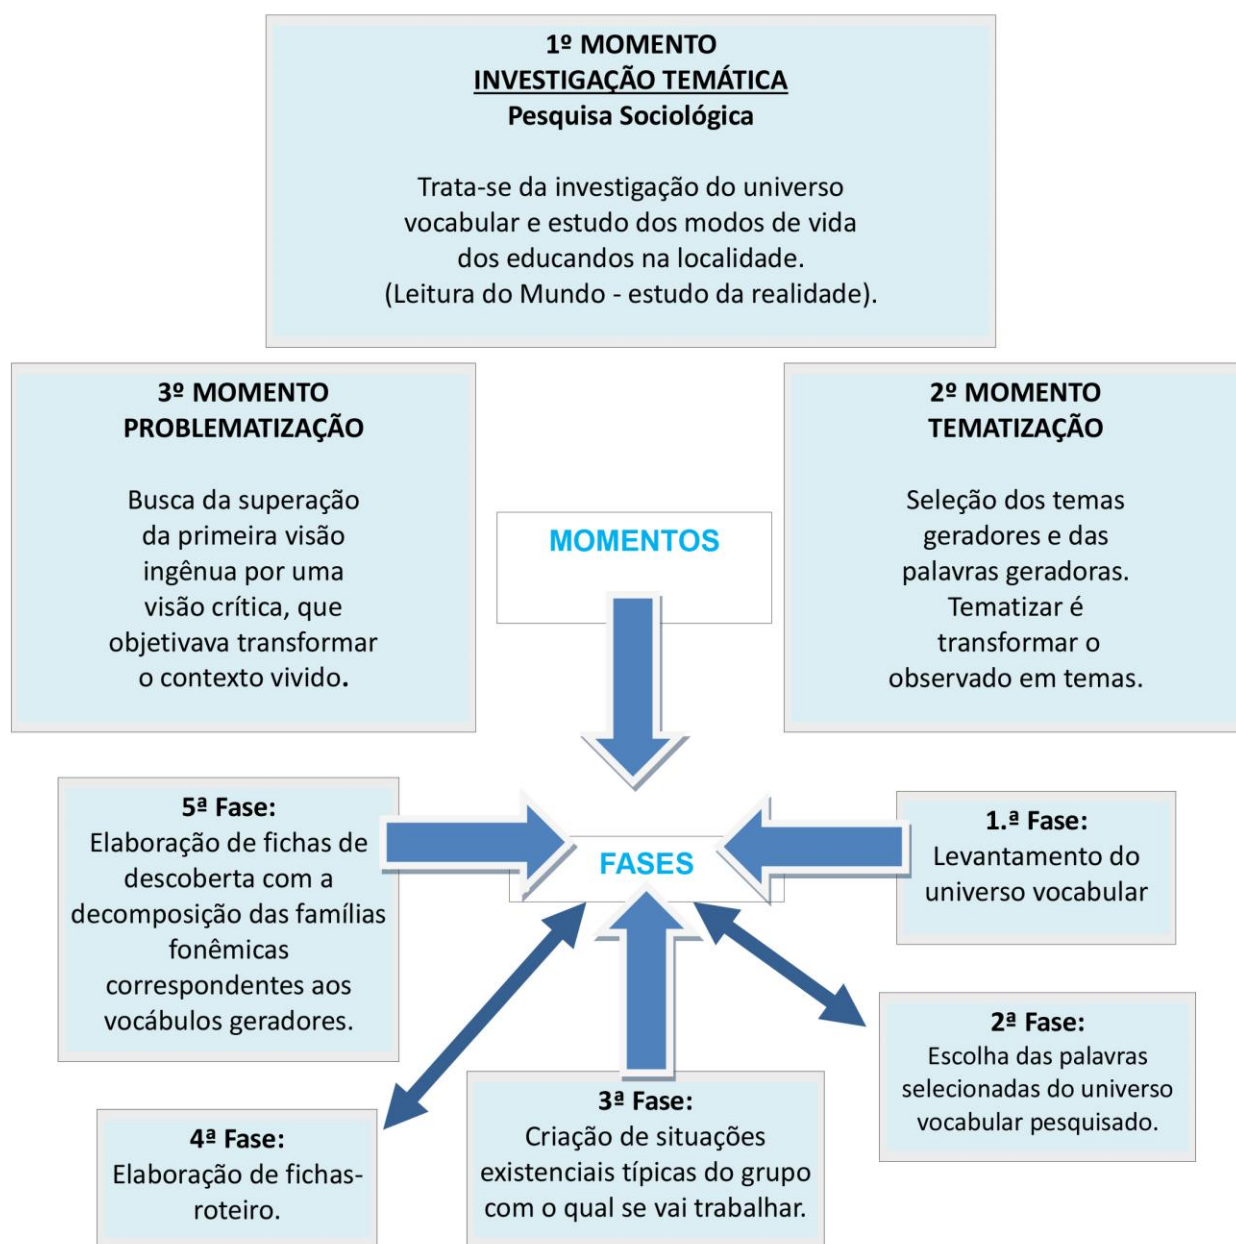 1º MOMENTO
INVESTIGAÇÃO TEMÁTICA
Pesquisa Sociológica
Trata-se da investigação do universo
vocabular e estudo dos modos de vida
dos educandos na localidade.
(Leitura do Mundo - estudo da realidade).
3º MOMENTO
PROBLEMATIZAÇÃO
Busca da superação
da primeira visão
ingênua por uma
visão crítica, que
objetivava transformar
o contexto vivido.
MOMENTOS
2º MOMENTO
TEMATIZAÇÃO
Seleção dos temas
geradores e das
palavras geradoras.
Tematizar é
transformar o
observado em temas.
5ª Fase:
Elaboração de fichas de
descoberta com a
decomposição das famílias
fonêmicas
correspondentes aos
vocábulos geradores.
FASES
1.ª Fase:
Levantamento do
universo vocabular
2ª Fase:
Escolha das palavras
selecionadas do universo
vocabular pesquisado.
3ª Fase:
Criação de situações
existenciais típicas do grupo
com o qual se vai trabalhar.
4ª Fase:
Elaboração de fichas-
roteiro.